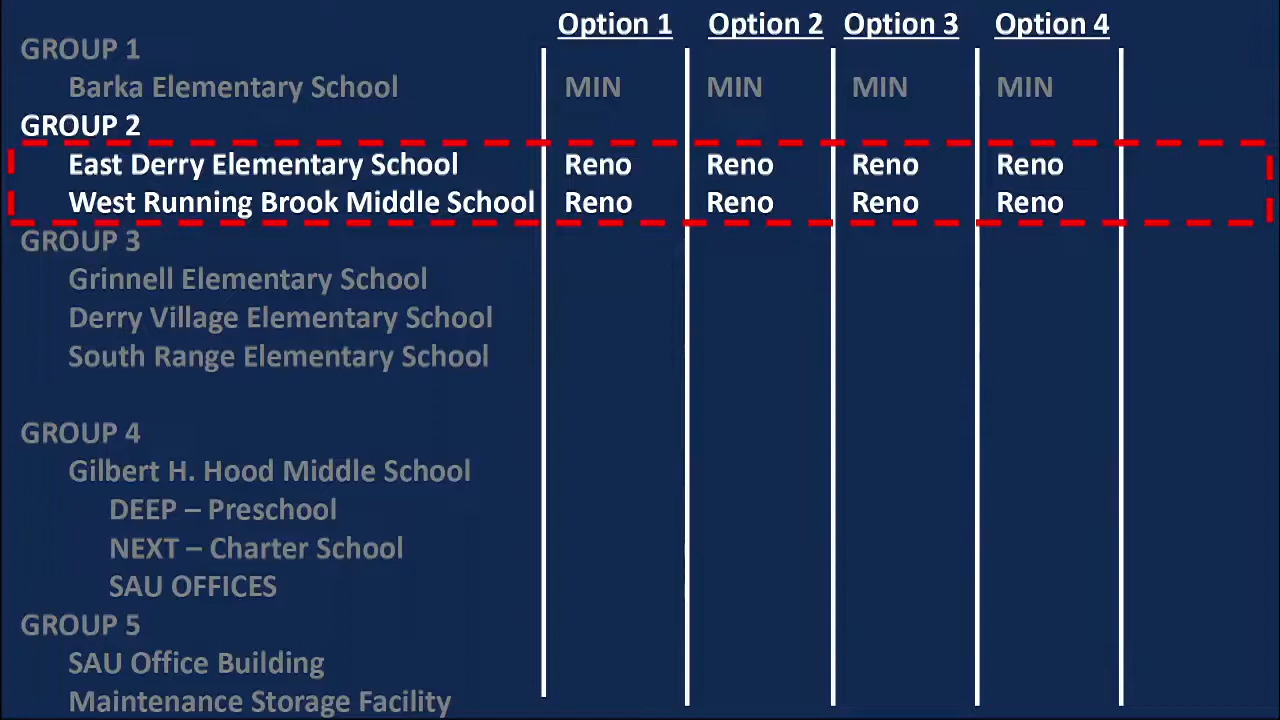 Option 1 Option 2 Option 3 Option 4
GROUP 1
Barka Elementary School MIN MIN MIN MIN
GROUP 2
East Derry Elementary School Reno Reno Reno Reno
West Running Brook Middle School Reno Reno Reno Reno
GROUP 3
Grinnell Elementary School
Derry Village Elementary School
South Range Elementary School
GROUP 4
Gilbert H. Hood Middle School
DEEP – Preschool
NEXT – Charter School
SAU OFFICES
GROUP 5
SAU Office Building
Maintenance Storage Facility